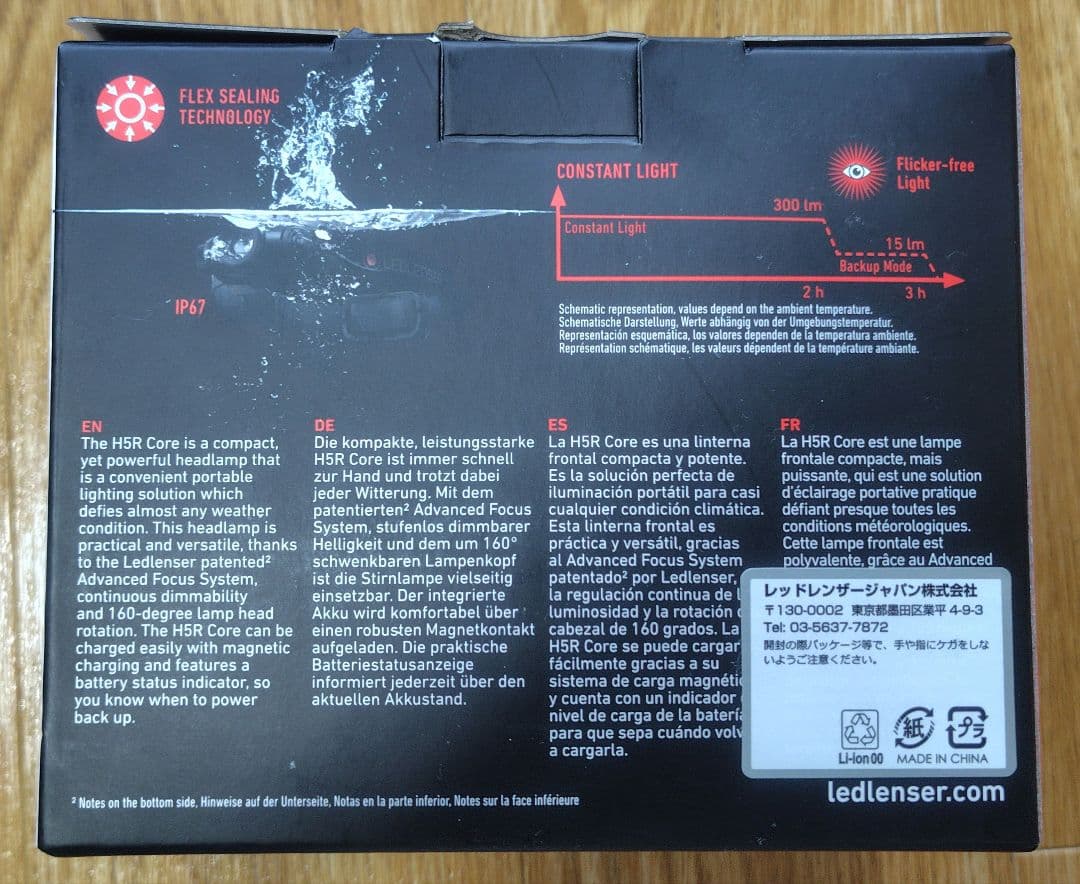 FLEX SEALING
TECHNOLOGY
IP67
CONSTANT LIGHT
Flicker-free
Light
300 lm
Constant Light
15 lm
Backup Mode
2 h
3 h
Schematic representation, values depend on the ambient temperature.
Schematische Darstellung, Werte abhängig von der Umgebungstemperatur.
Representación esquemática, los valores dependen de la temperatura ambiente.
Représentation schématique, les valeurs dépendent de la température ambiante.
EN
The H5R Core is a compact,
yet powerful headlamp that
is a convenient portable
lighting solution which
defies almost any weather
condition. This headlamp is
practical and versatile, thanks
to the Ledlenser patented²
Advanced Focus System,
continuous dimmability
and 160-degree lamp head
rotation. The H5R Core can be
charged easily with magnetic
charging and features a
battery status indicator, so
you know when to power
back up.
DE
Die kompakte, leistungsstarke
H5R Core ist immer schnell
zur Hand und trotzt dabei
jeder Witterung. Mit dem
patentierten² Advanced Focus
System, stufenlos dimmbarer
Helligkeit und dem um 160°
schwenkbaren Lampenkopf
ist die Stirnlampe vielseitig
einsetzbar. Der integrierte
Akku wird komfortabel über
einen robusten Magnetkontakt
aufgeladen. Die praktische
Batteriestatusanzeige
informiert jederzeit über den
aktuellen Akkustand.
ES
La H5R Core es una linterna
frontal compacta y potente.
Es la solución perfecta de
iluminación portátil para casi
cualquier condición climática.
Esta linterna frontal es
práctica y versátil, gracias
al Advanced Focus System
patentado² por Ledlenser,
la regulación continua de
luminosidad y la rotación
cabezal de 160 grados. La
H5R Core se puede cargar
fácilmente gracias a su
sistema de carga
y cuenta con un indicador
nivel de carga de la
para que sepa cuándo
a cargarla.
FR
La H5R Core est une lampe
frontale compacte, mais
puissante, qui est une solution
d'éclairage portative pratique
défiant presque toutes les
conditions météorologiques.
Cette lampe frontale est
polyvalente, grâce au Advanced
レッドレンザージャパン株式会社
〒130-0002 東京都墨田区業平 4-9-3
Tel: 03-5637-7872
開封の際パッケージ等で、手や指にケガをしな
いようご注意ください。
Li-ion 00
紙
プラ
MADE IN CHINA
ledlenser.com
² Notes on the bottom side, Hinweise auf der Unterseite, Notas en la parte inferior, Notes sur la face inférieure